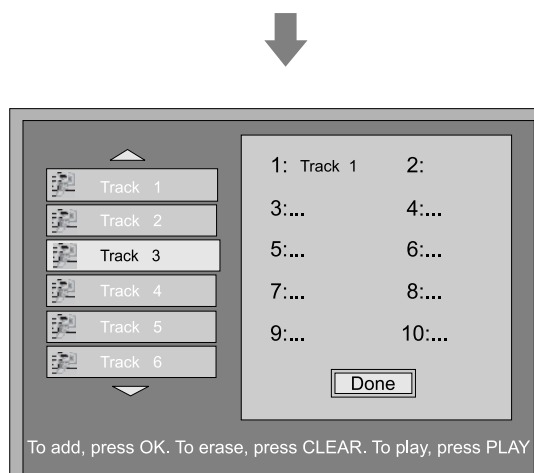 Track 1
Track 2
Track 3
Track 4
Track 5
Track 6
1: Track 1 2:
3:... 4:...
5:... 6:...
7:... 8:...
9:... 10:...
Done
To add, press OK. To erase, press CLEAR. To play, press PLAY